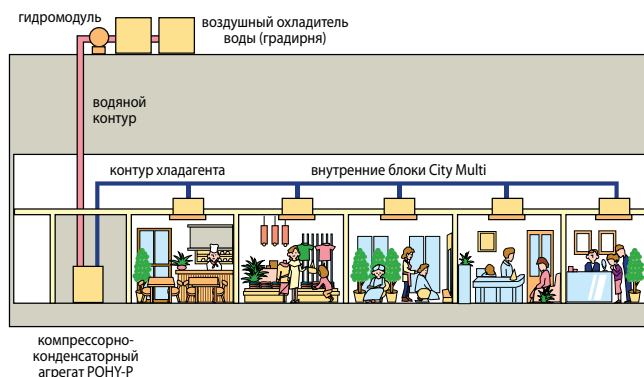 гидромодуль
воздушный охладитель
воды (градирня)
водяной
контур
контур хладагента
внутренние блоки City Multi
компрессорно-
конденсаторный
агрегат PQHY-P